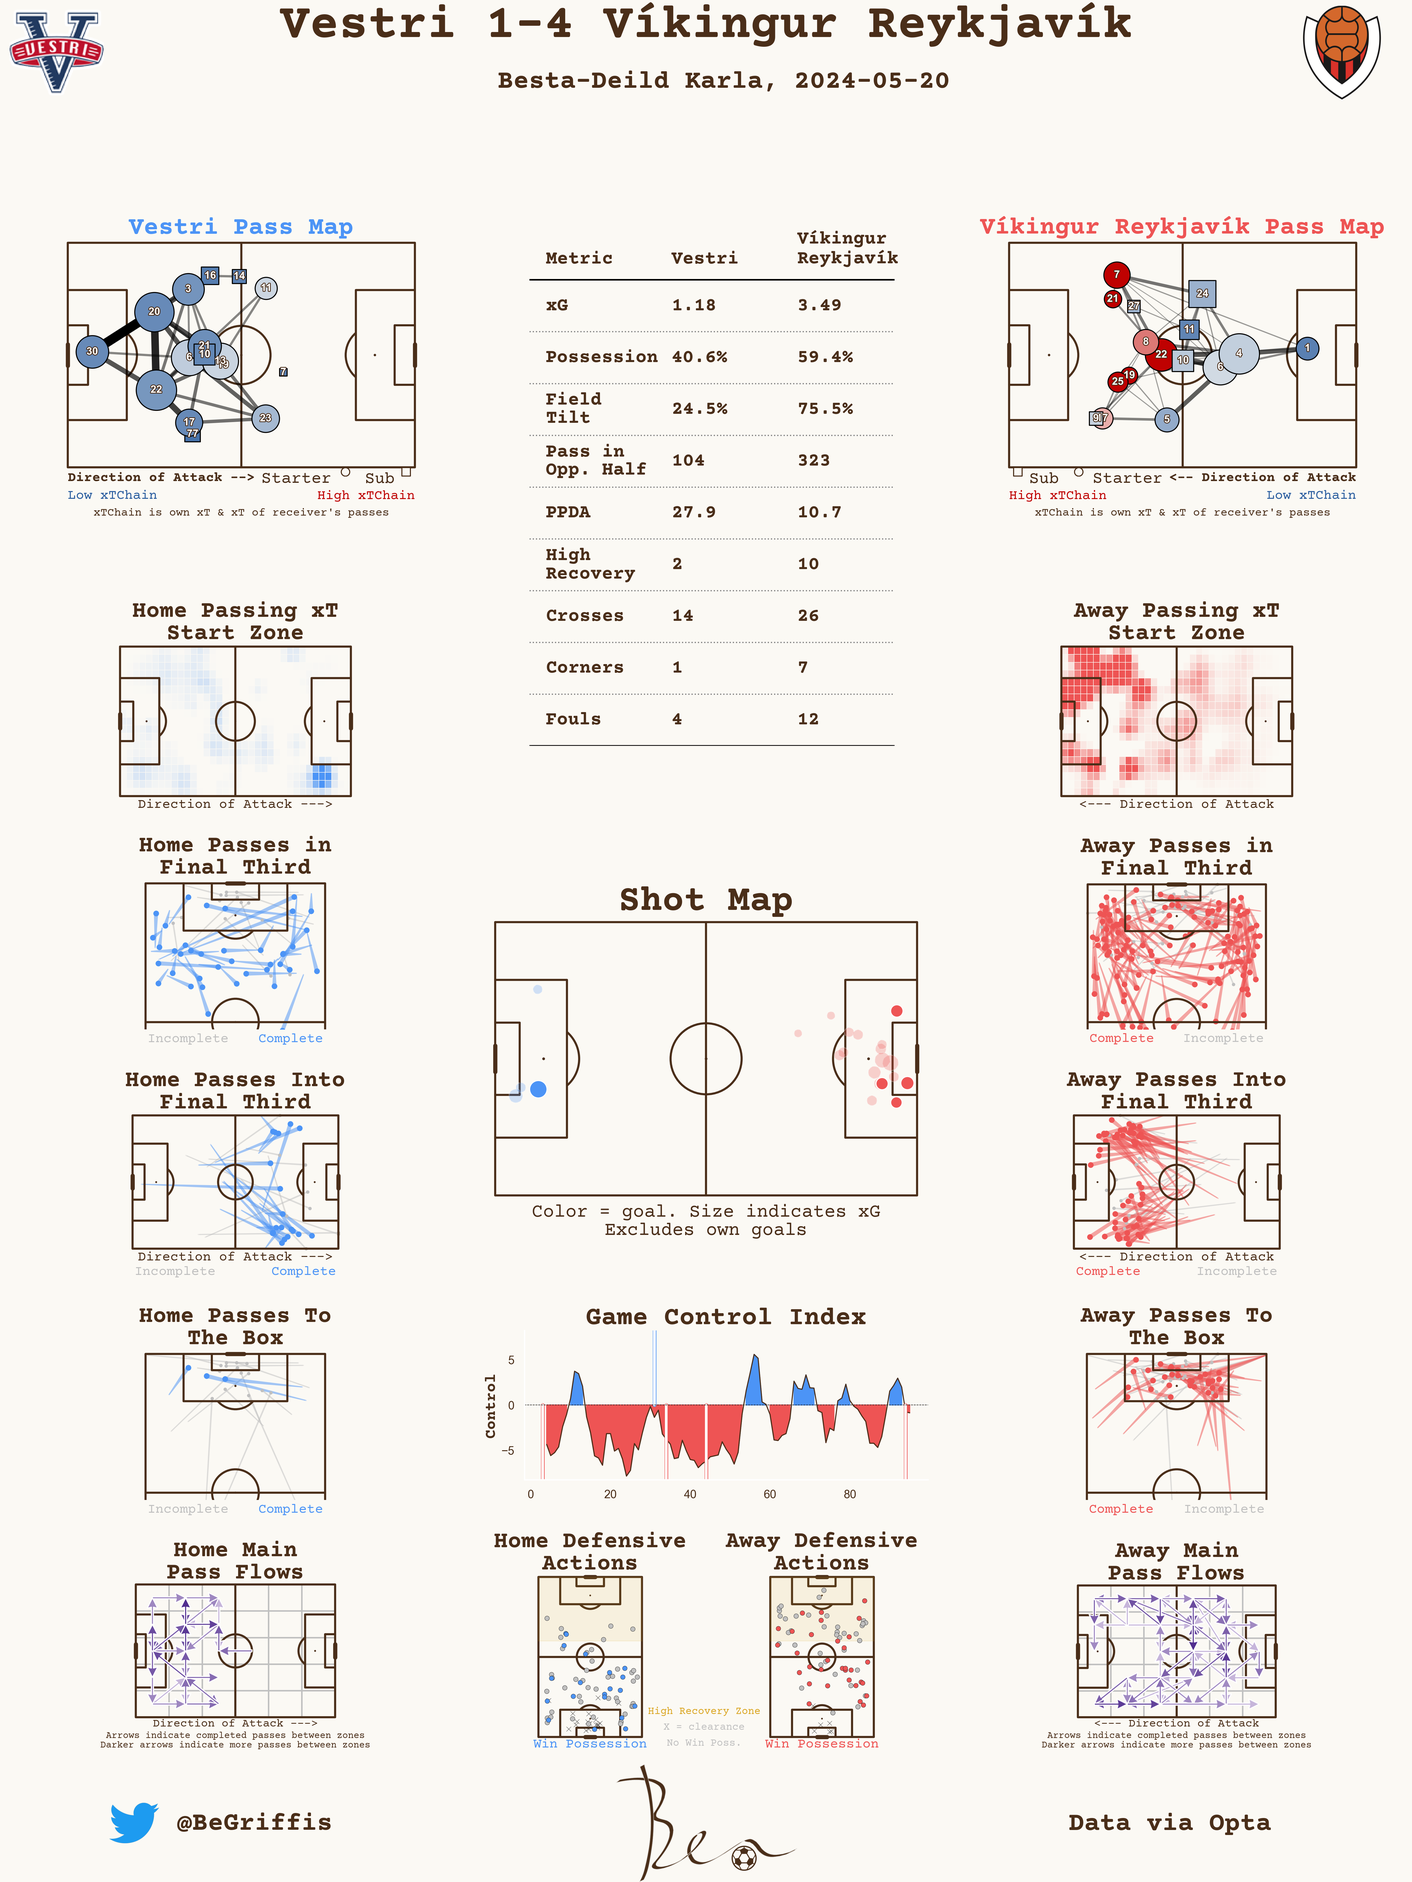 Vestri 1-4 Víkingur Reykjavík
Besta-Deild Karla, 2024-05-20
VESTRI
Vestri Pass Map
16
14
3
11
20
21
30
6
10
13
19
7
22
17
23
77
Direction of Attack --> Starter Sub
Low xTChain High xTChain
xTChain is own xT & xT of receiver's passes
Metric Vestri Víkingur Reykjavík
xG 1.18 3.49
Possession 40.6% 59.4%
Field Tilt 24.5% 75.5%
Pass in Opp. Half 104 323
PPDA 27.9 10.7
High Recovery 2 10
Crosses 14 26
Corners 1 7
Fouls 4 12
Víkingur Reykjavík Pass Map
7
21
27
24
11
8
22
10
4
1
6
19
25
9
17
5
Sub Starter <-- Direction of Attack
High xTChain Low xTChain
xTChain is own xT & xT of receiver's passes
Home Passing xT
Start Zone
Direction of Attack --->
Away Passing xT
Start Zone
<--- Direction of Attack
Home Passes in
Final Third
Incomplete Complete
Away Passes in
Final Third
Complete Incomplete
Shot Map
Color = goal. Size indicates xG
Excludes own goals
Home Passes Into
Final Third
Direction of Attack --->
Incomplete Complete
Away Passes Into
Final Third
<--- Direction of Attack
Complete Incomplete
Home Passes To
The Box
Incomplete Complete
Game Control Index
Control
5
0
−5
0 20 40 60 80
Away Passes To
The Box
Complete Incomplete
Home Main
Pass Flows
Direction of Attack --->
Arrows indicate completed passes between zones
Darker arrows indicate more passes between zones
Home Defensive
Actions
Win Possession
Away Defensive
Actions
Win Possession
High Recovery Zone
X = clearance
No Win Poss.
Away Main
Pass Flows
<--- Direction of Attack
Arrows indicate completed passes between zones
Darker arrows indicate more passes between zones
@BeGriffis
Ben
Data via Opta